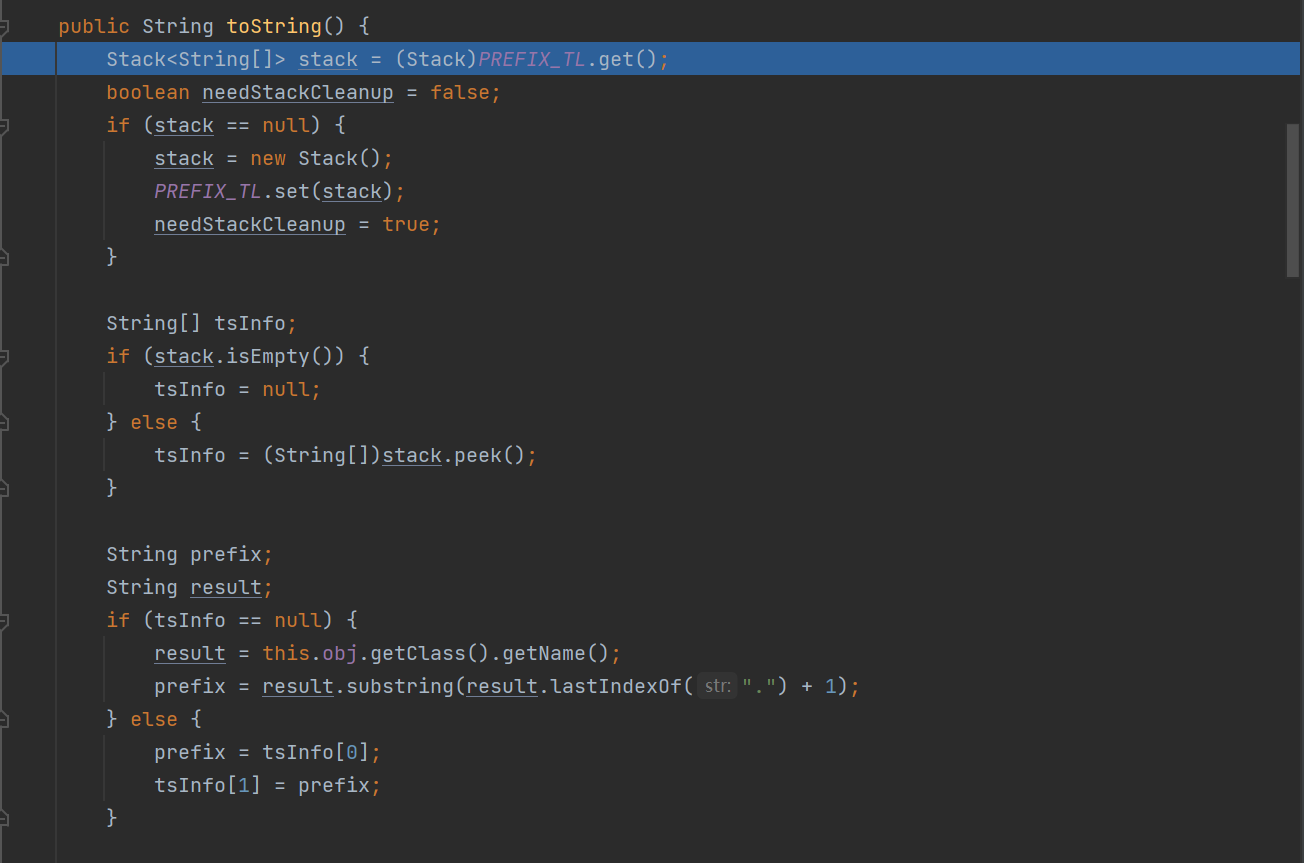 public String toString() {
    Stack<String[]> stack = (Stack)PREFIX_TL.get();
    boolean needStackCleanup = false;
    if (stack == null) {
        stack = new Stack();
        PREFIX_TL.set(stack);
        needStackCleanup = true;
    }
    String[] tsInfo;
    if (stack.isEmpty()) {
        tsInfo = null;
    } else {
        tsInfo = (String[])stack.peek();
    }
    String prefix;
    String result;
    if (tsInfo == null) {
        result = this.obj.getClass().getName();
        prefix = result.substring(result.lastIndexOf( str: ".") + 1);
    } else {
        prefix = tsInfo[0];
        tsInfo[1] = prefix;
    }